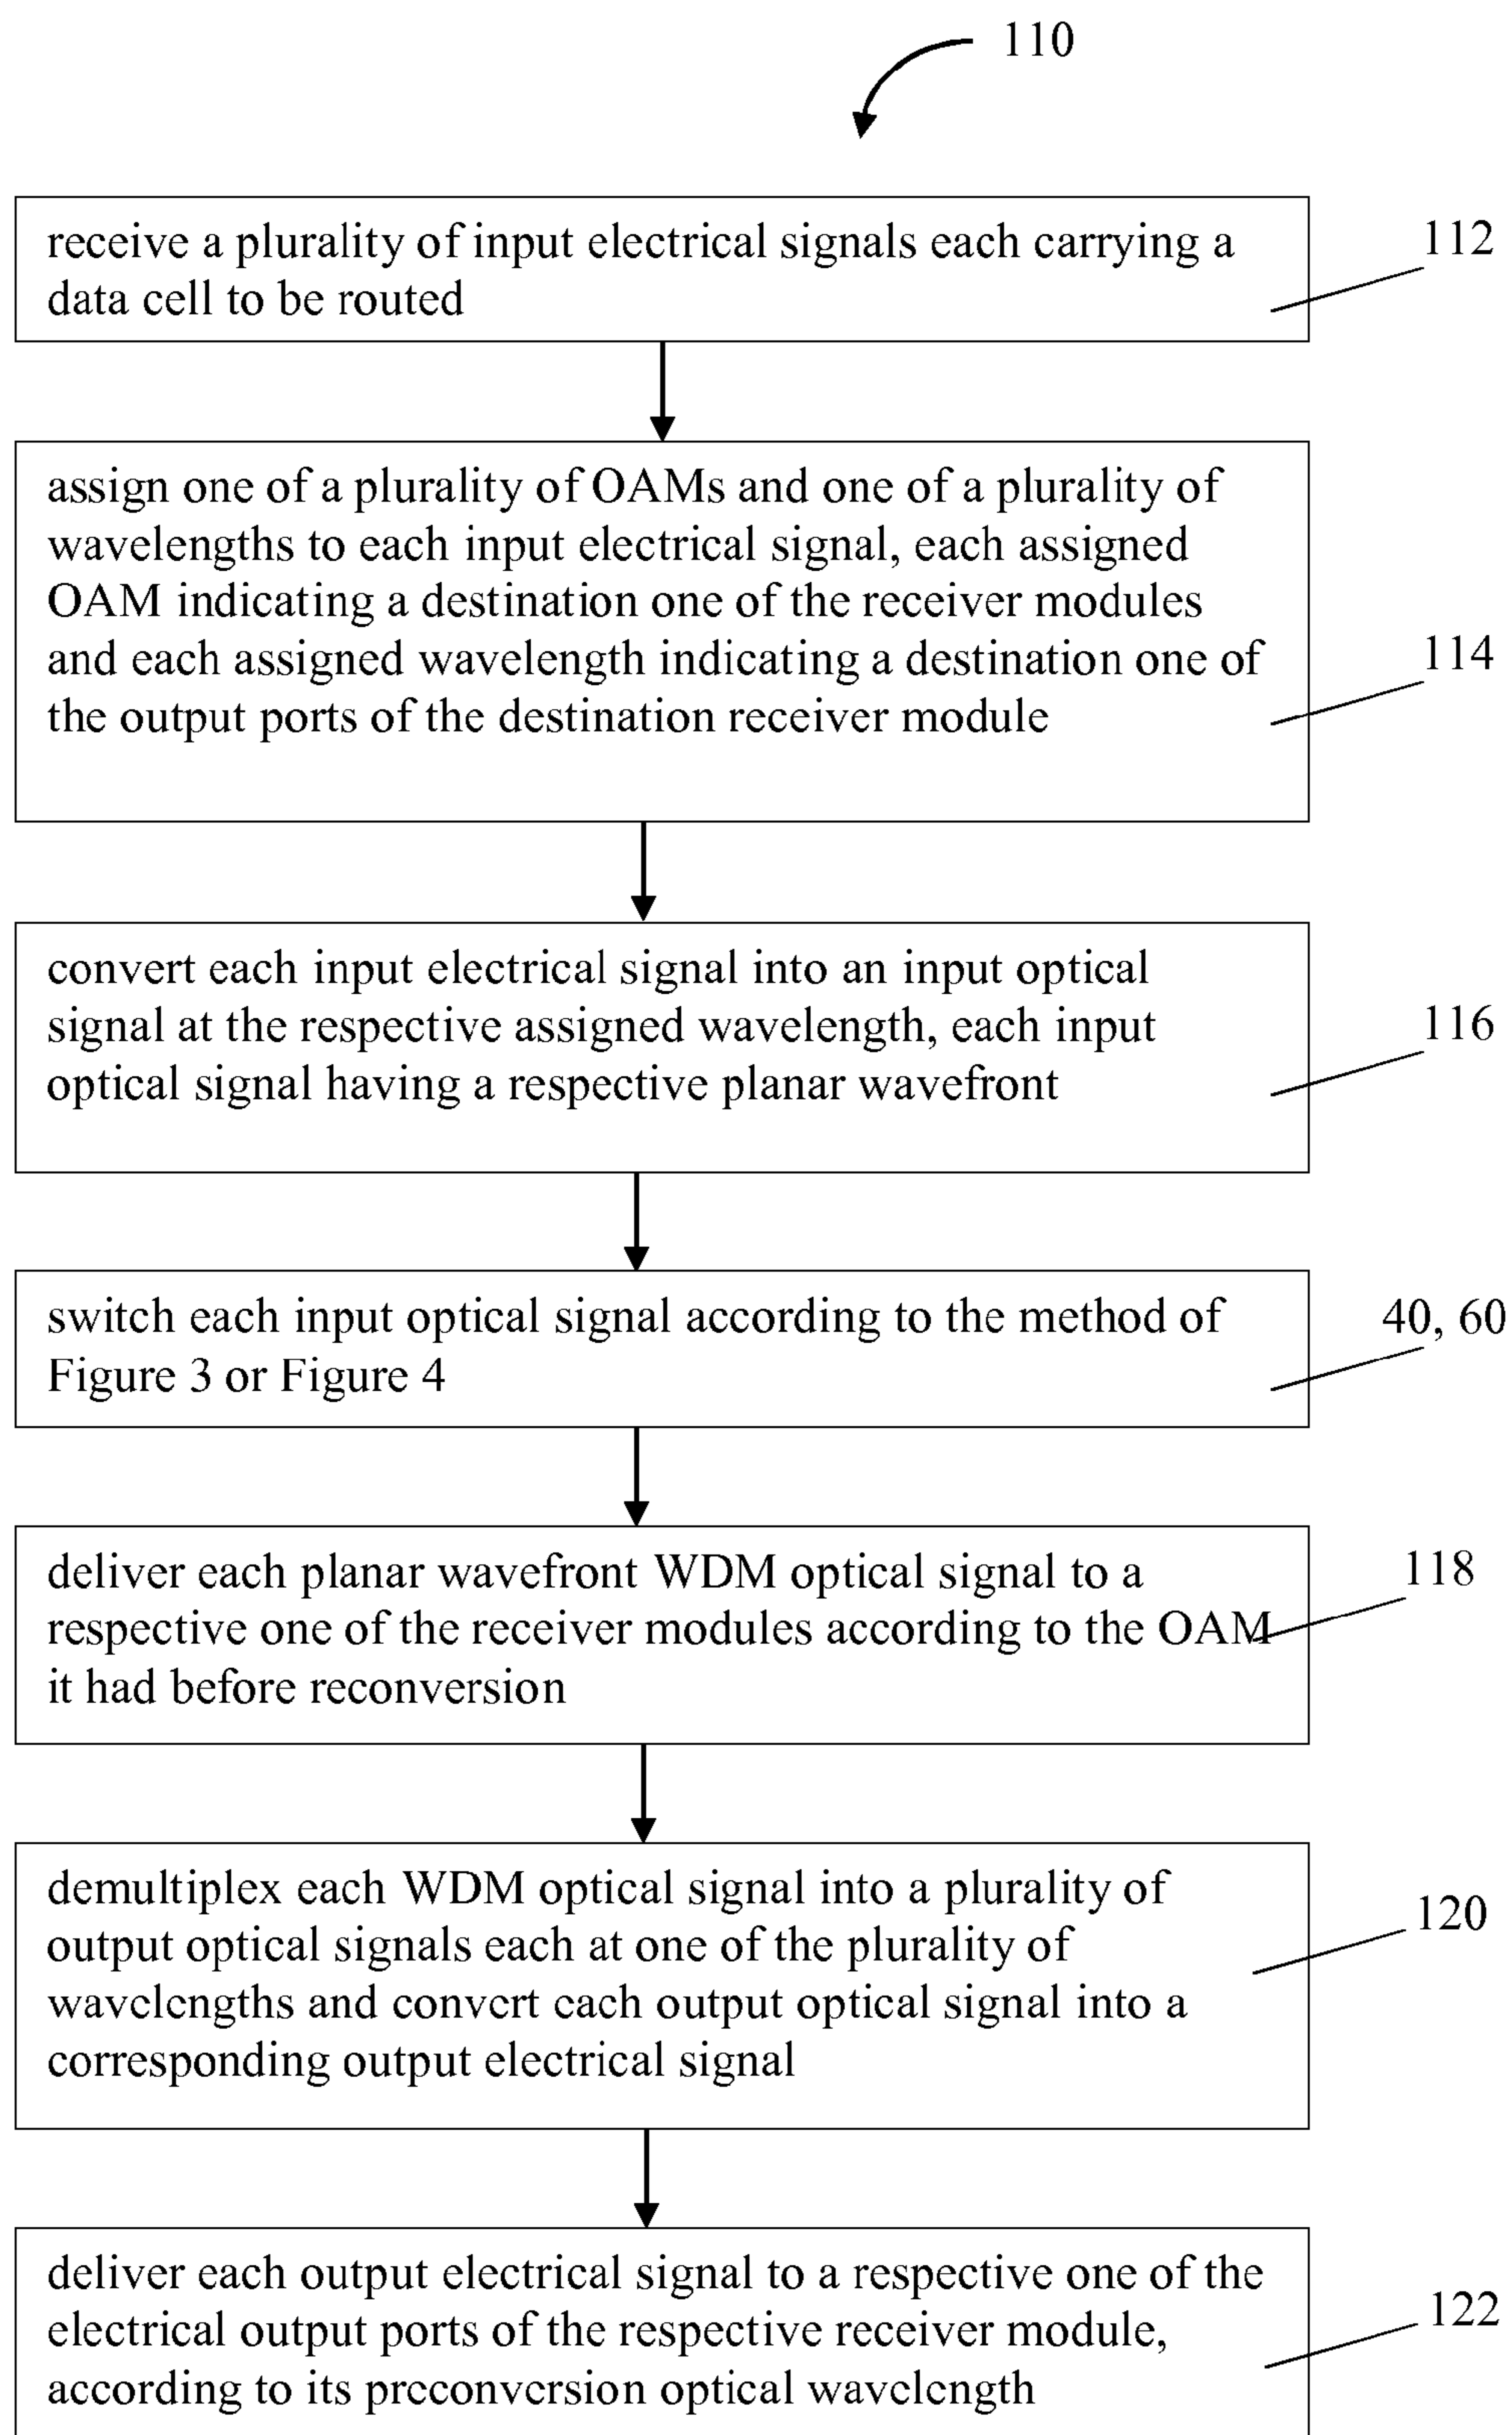 110
receive a plurality of input electrical signals each carrying a
data cell to be routed
112
assign one of a plurality of OAMs and one of a plurality of
wavelengths to each input electrical signal, each assigned
OAM indicating a destination one of the receiver modules
and each assigned wavelength indicating a destination one of
the output ports of the destination receiver module
114
convert each input electrical signal into an input optical
signal at the respective assigned wavelength, each input
optical signal having a respective planar wavefront
116
switch each input optical signal according to the method of
Figure 3 or Figure 4
40, 60
deliver each planar wavefront WDM optical signal to a
respective one of the receiver modules according to the OAM
it had before reconversion
118
demultiplex each WDM optical signal into a plurality of
output optical signals each at one of the plurality of
wavelengths and convert each output optical signal into a
corresponding output electrical signal
120
deliver each output electrical signal to a respective one of the
electrical output ports of the respective receiver module,
according to its preconversion optical wavelength
122